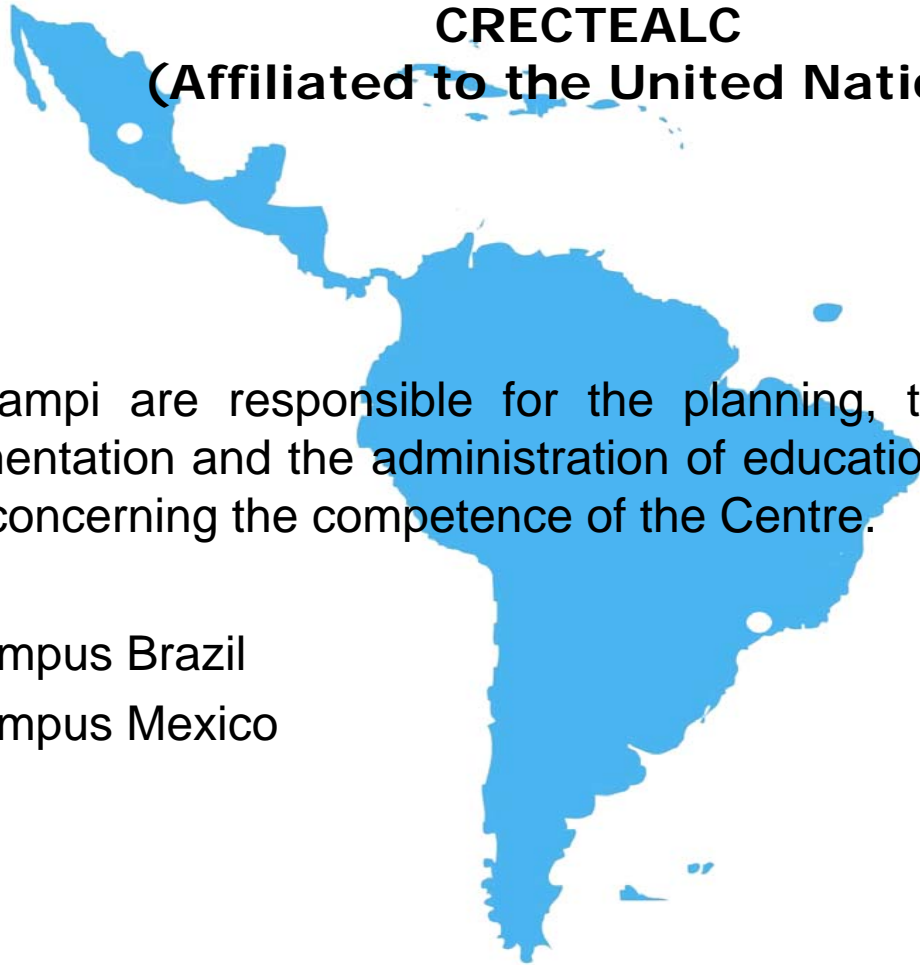 CRECTEALC
(Affiliated to the United Natio
ampi are responsible for the planning, t
nentation and the administration of educatio
concerning the competence of the Centre.
mpus Brazil
mpus Mexico